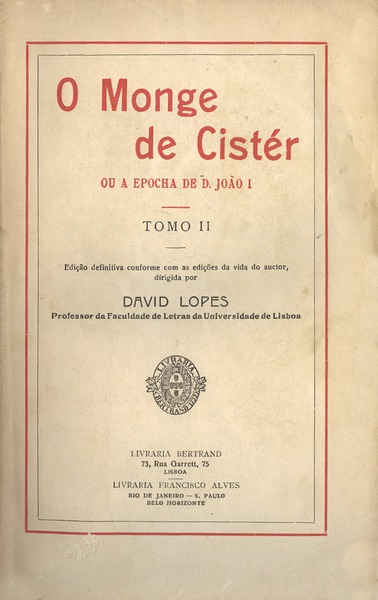 O Monge
de Cistér
OU A EPOCHA DE D. JOÃO I
TOMO II
Edição definitiva conforme com as edições da vida do auctor,
dirigida por
DAVID LOPES
Professor da Faculdade de Letras da Universidade de Lisboa
LIVRARIA
BERTRAND
LIVRARIA BERTRAND
73, Rua Garrett, 75
LISBOA
LIVRARIA FRANCISCO ALVES
RIO DE JANEIRO — S. PAULO
BELO HORIZONTE